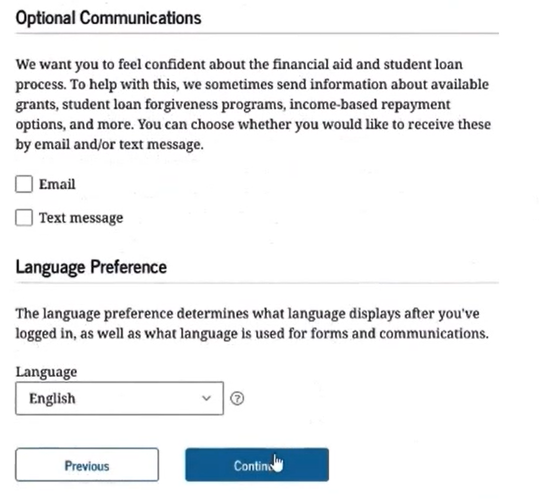 Optional Communications
We want you to feel confident about the financial aid and student loan
process. To help with this, we sometimes send information about available
grants, student loan forgiveness programs, income-based repayment
options, and more. You can choose whether you would like to receive these
by email and/or text message.
Email
Text message
Language Preference
The language preference determines what language displays after you've
logged in, as well as what language is used for forms and communications.
Language
English
?
Previous
Continue